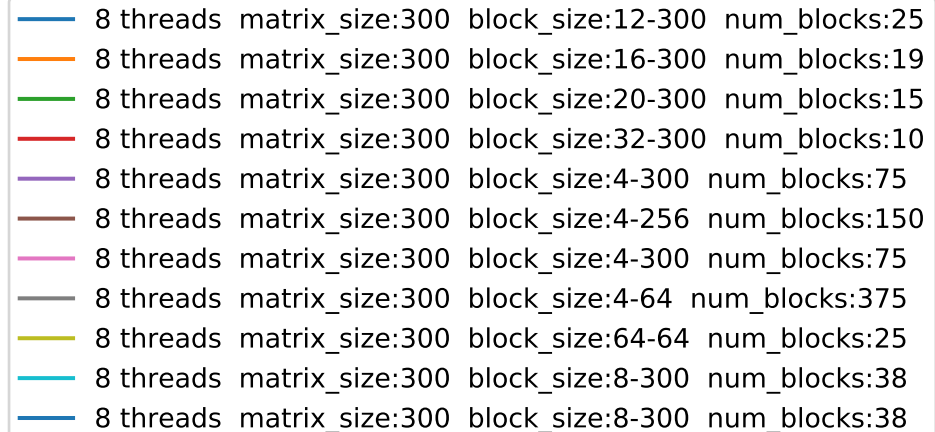 8 threads  matrix_size:300  block_size:12-300  num_blocks:25
8 threads  matrix_size:300  block_size:16-300  num_blocks:19
8 threads  matrix_size:300  block_size:20-300  num_blocks:15
8 threads  matrix_size:300  block_size:32-300  num_blocks:10
8 threads  matrix_size:300  block_size:4-300  num_blocks:75
8 threads  matrix_size:300  block_size:4-256  num_blocks:150
8 threads  matrix_size:300  block_size:4-300  num_blocks:75
8 threads  matrix_size:300  block_size:4-64  num_blocks:375
8 threads  matrix_size:300  block_size:64-64  num_blocks:25
8 threads  matrix_size:300  block_size:8-300  num_blocks:38
8 threads  matrix_size:300  block_size:8-300  num_blocks:38